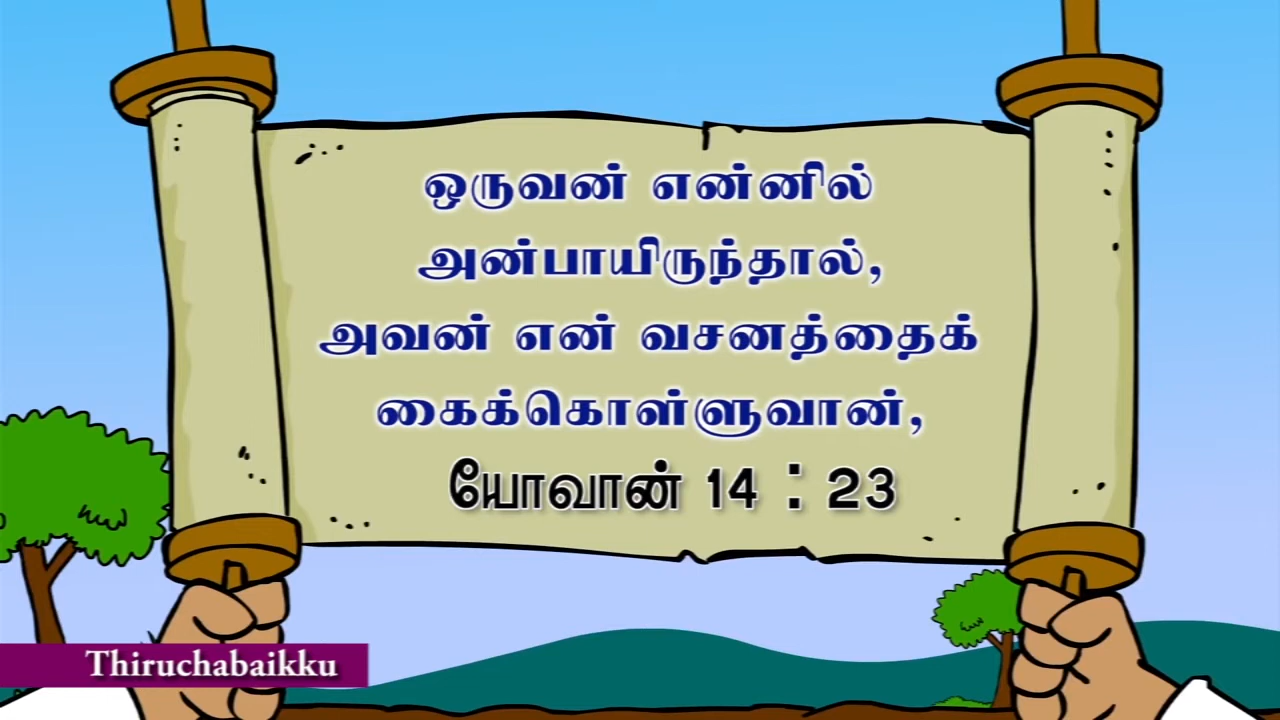 ஒருவன் என்னில்
அன்பாயிருந்தால்,
அவன் என் வசனத்தைக்
கைக்கொள்ளுவான்,
யோவான் 14 : 23
Thiruchabaikku